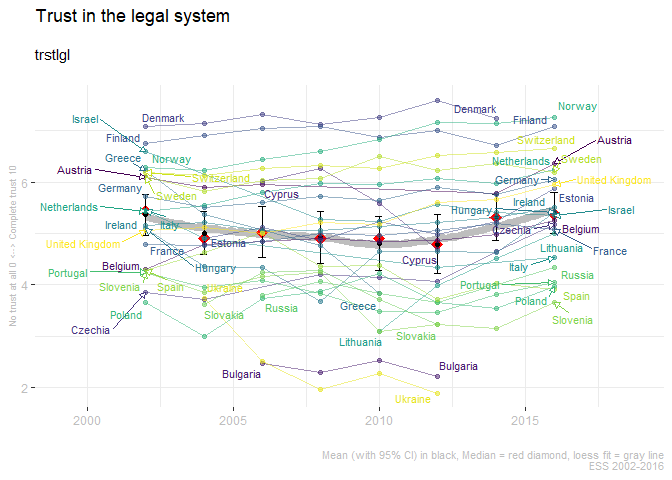 Trust in the legal system
trstlgl
No trust at all 0 <--> Complete trust 10
6
4
2
2000
2005
2010
2015
Israel
Denmark
Finland
Greece
Norway
Austria
Switzerland
Germany
Sweden
Netherlands
Ireland
Italy
United Kingdom
Estonia
France
Belgium
Hungary
Portugal
Slovenia
Spain
Ukraine
Poland
Slovakia
Czechia
Cyprus
Russia
Bulgaria
Greece
Lithuania
Slovakia
Bulgaria
Ukraine
Cyprus
Denmark
Finland
Norway
Switzerland
Austria
Netherlands
Sweden
Germany
United Kingdom
Ireland
Estonia
Hungary
Israel
Czechia
Belgium
Lithuania
France
Italy
Russia
Portugal
Spain
Poland
Slovenia
Mean (with 95% CI) in black, Median = red diamond, loess fit = gray line
ESS 2002-2016